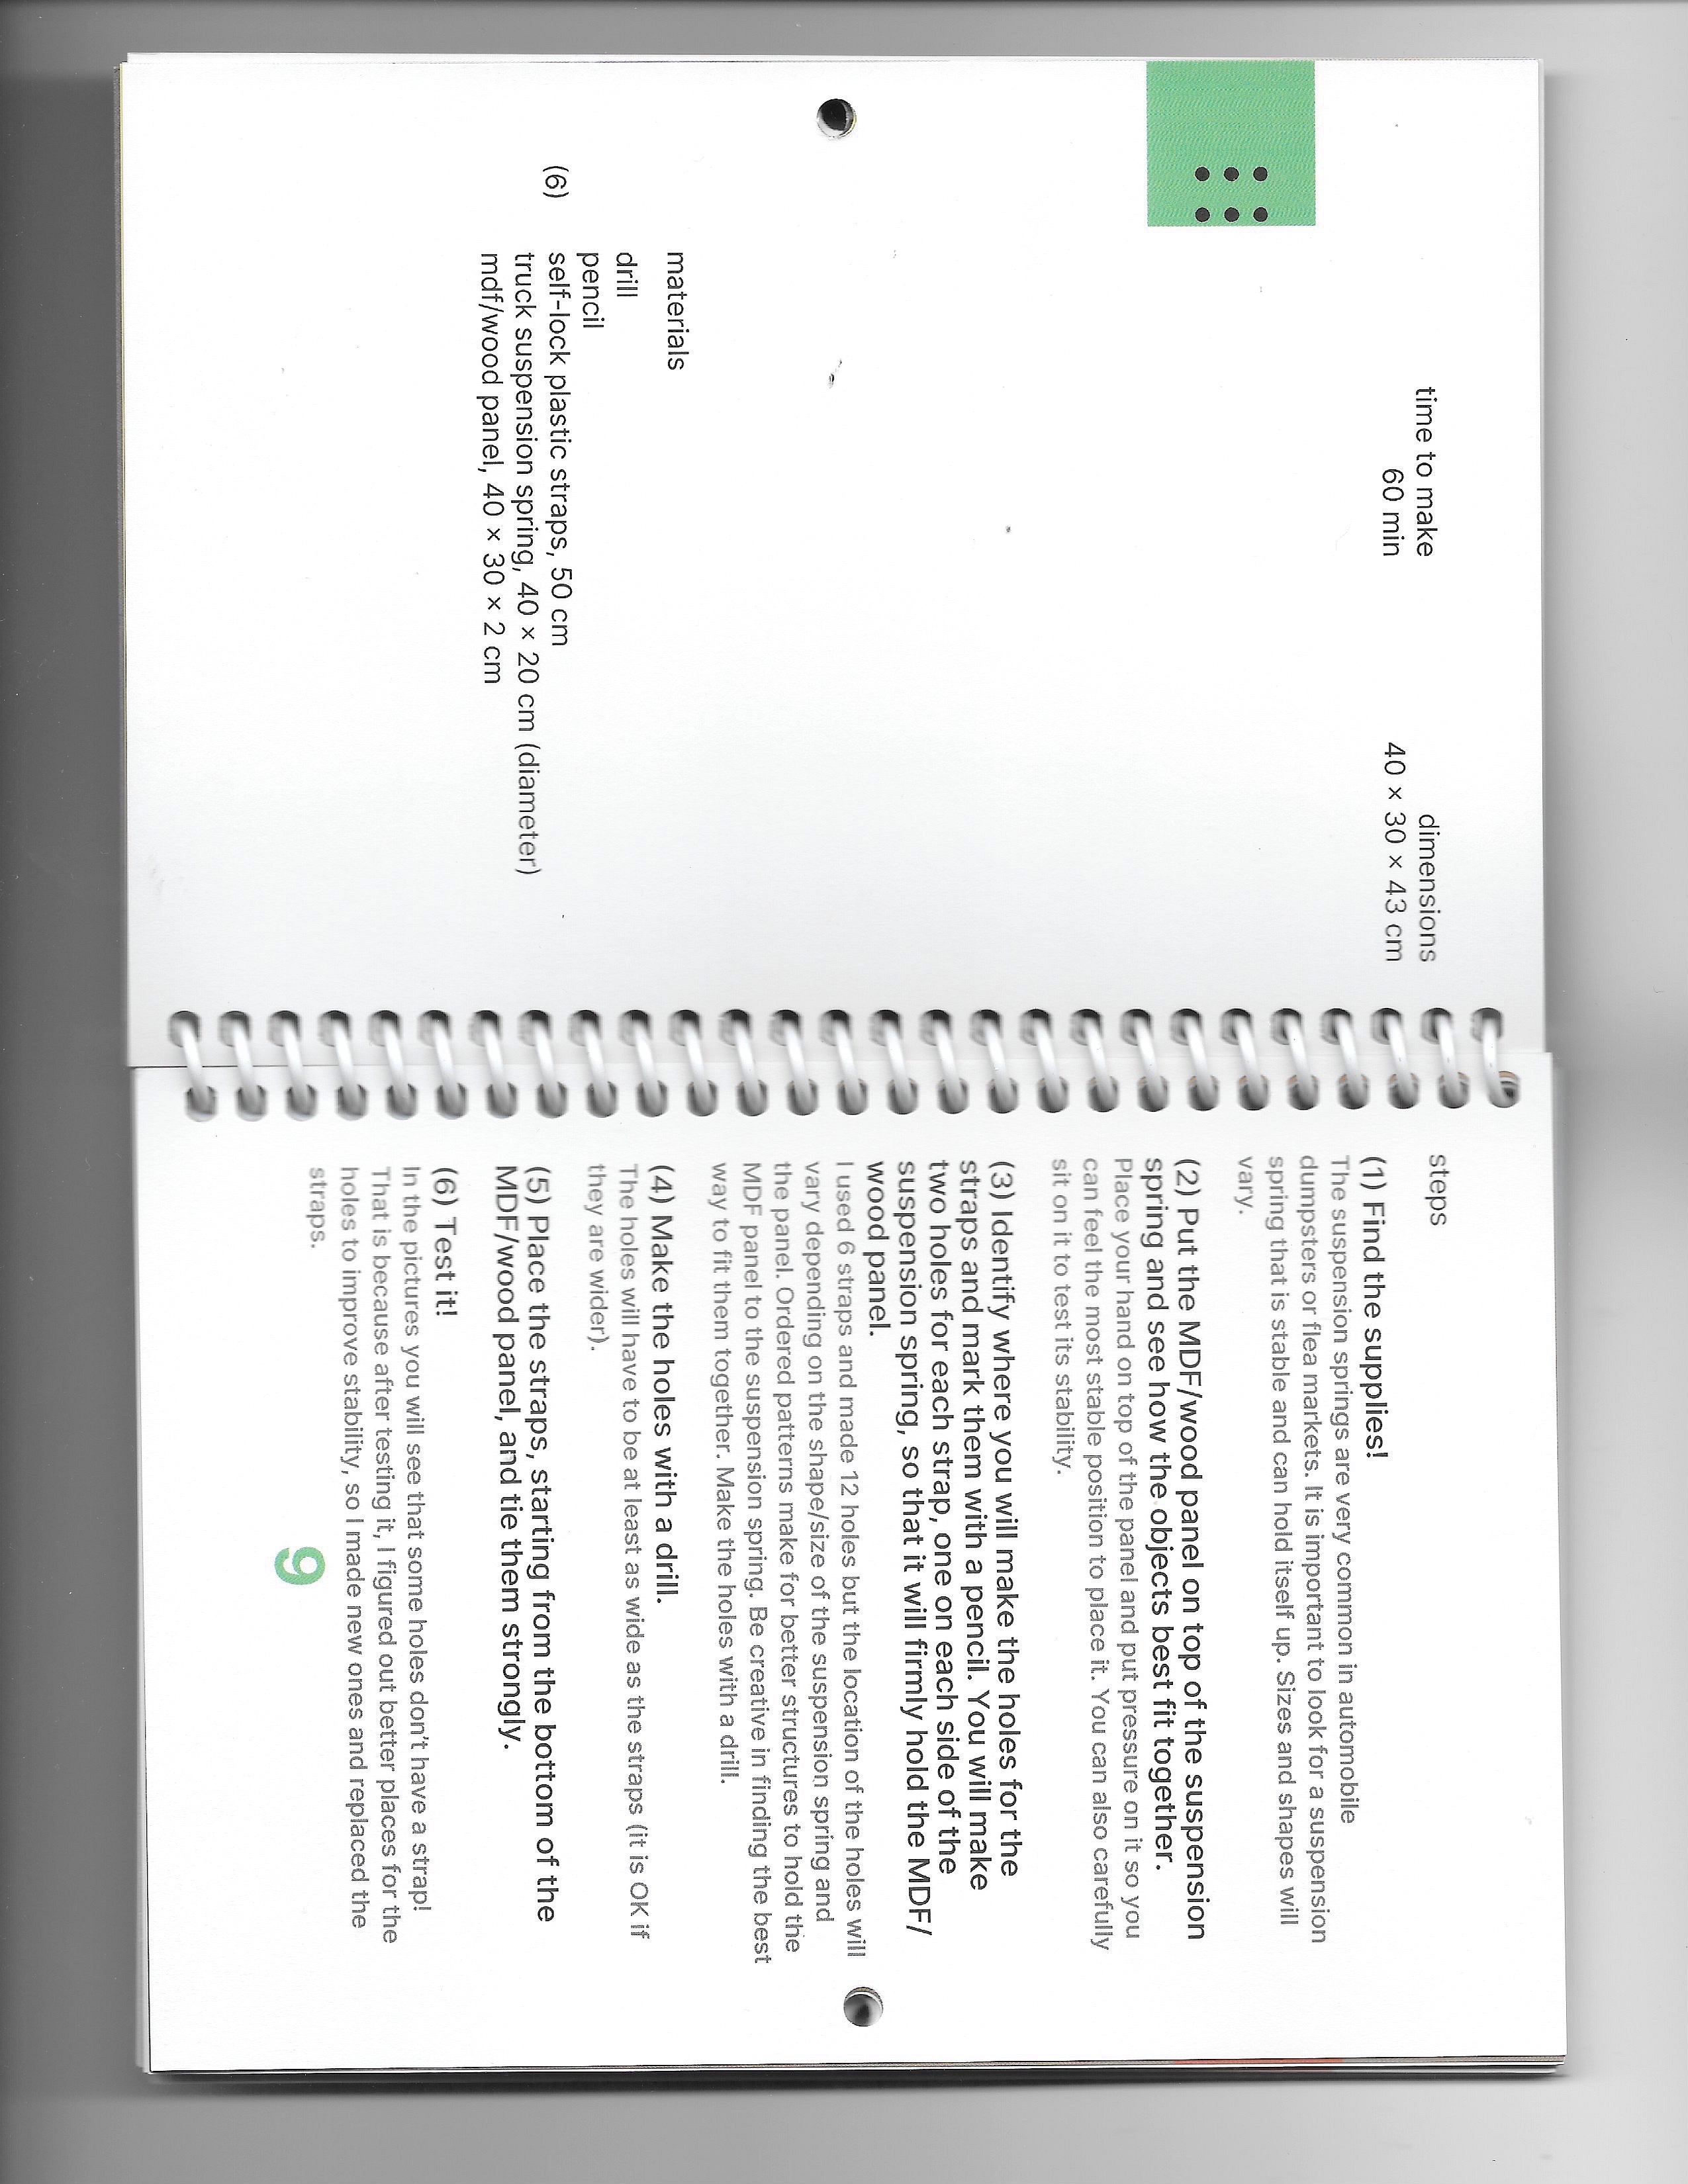 time to make
60 min
dimensions
40 × 30 × 43 cm
materials
drill
pencil
(6) self-lock plastic straps, 50 cm
truck suspension spring, 40 × 20 cm (diameter)
mdf/wood panel, 40 × 30 × 2 cm
steps
(1) Find the supplies!
The suspension springs are very common in automobile
dumpsters or flea markets. It is important to look for a suspension
spring that is stable and can hold itself up. Sizes and shapes will
vary.
(2) Put the MDF/wood panel on top of the suspension
spring and see how the objects best fit together.
Place your hand on top of the panel and put pressure on it so you
can feel the most stable position to place it. You can also carefully
sit on it to test its stability.
(3) Identify where you will make the holes for the
straps and mark them with a pencil. You will make
two holes for each strap, one on each side of the
suspension spring, so that it will firmly hold the MDF/
wood panel.
I used 6 straps and made 12 holes but the location of the holes will
vary depending on the shape/size of the suspension spring and
the panel. Ordered patterns make for better structures to hold the
MDF panel to the suspension spring. Be creative in finding the best
way to fit them together. Make the holes with a drill.
(4) Make the holes with a drill.
The holes will have to be at least as wide as the straps (it is OK if
they are wider).
(5) Place the straps, starting from the bottom of the
MDF/wood panel, and tie them strongly.
(6) Test it!
In the pictures you will see that some holes don't have a strap!
That is because after testing it, I figured out better places for the
holes to improve stability, so I made new ones and replaced the
straps.
9